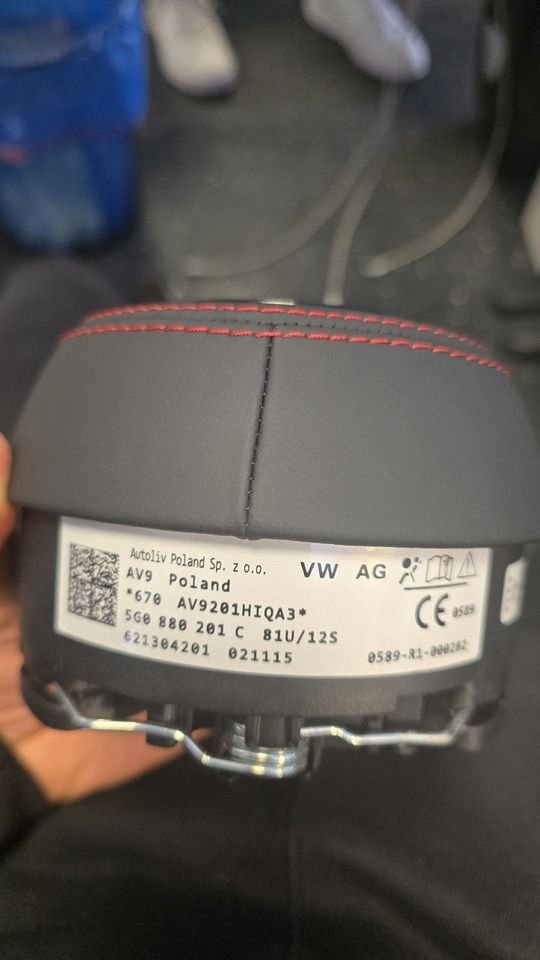 Autoliv Poland Sp. z o.o.
VW AG
AV9 Poland
*670 AV9201HIQA3*
CE 0589
5G0 880 201 C 81U/12S
621304201 021115
0589-R1-000282